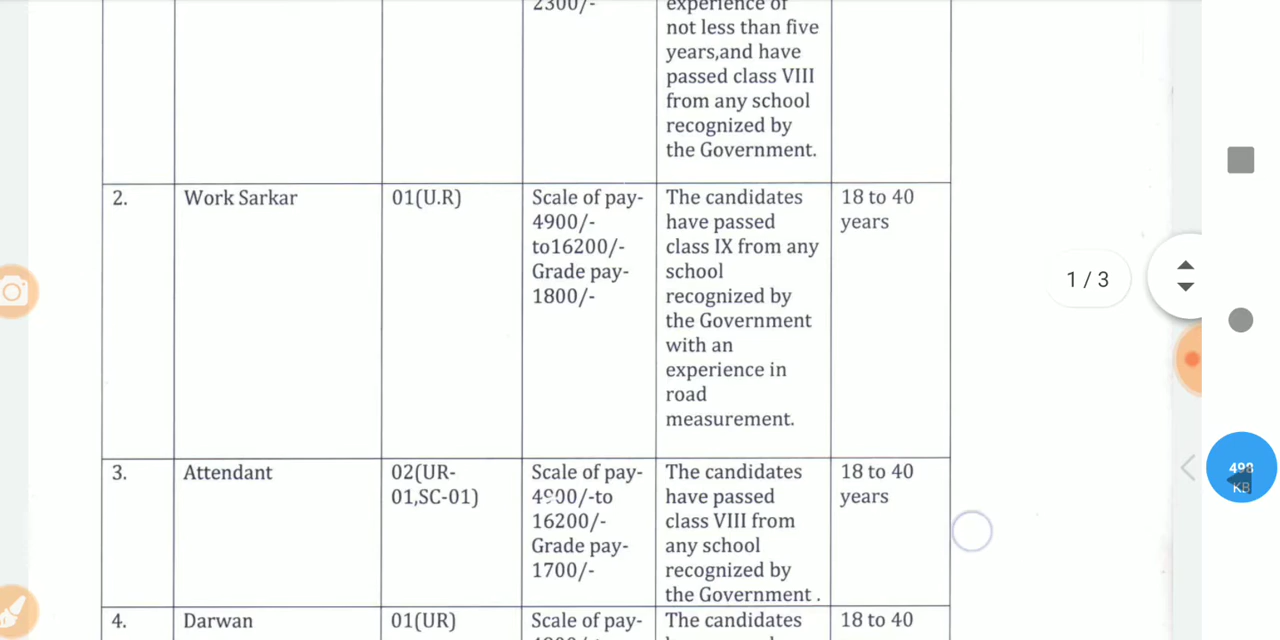 2300/-
experience of
not less than five
years,and have
passed class VIII
from any school
recognized by
the Government.
2.
Work Sarkar
01(U.R)
Scale of pay-
4900/-
to16200/-
Grade pay-
1800/-
The candidates
have passed
class IX from any
school
recognized by
the Government
with an
experience in
road
measurement.
18 to 40
years
1 / 3
3.
Attendant
02(UR-
01,SC-01)
Scale of pay-
4900/-to
16200/-
Grade pay-
1700/-
The candidates
have passed
class VIII from
any school
recognized by
the Government .
18 to 40
years
498
KB
4.
Darwan
01(UR)
Scale of pay-
The candidates
18 to 40